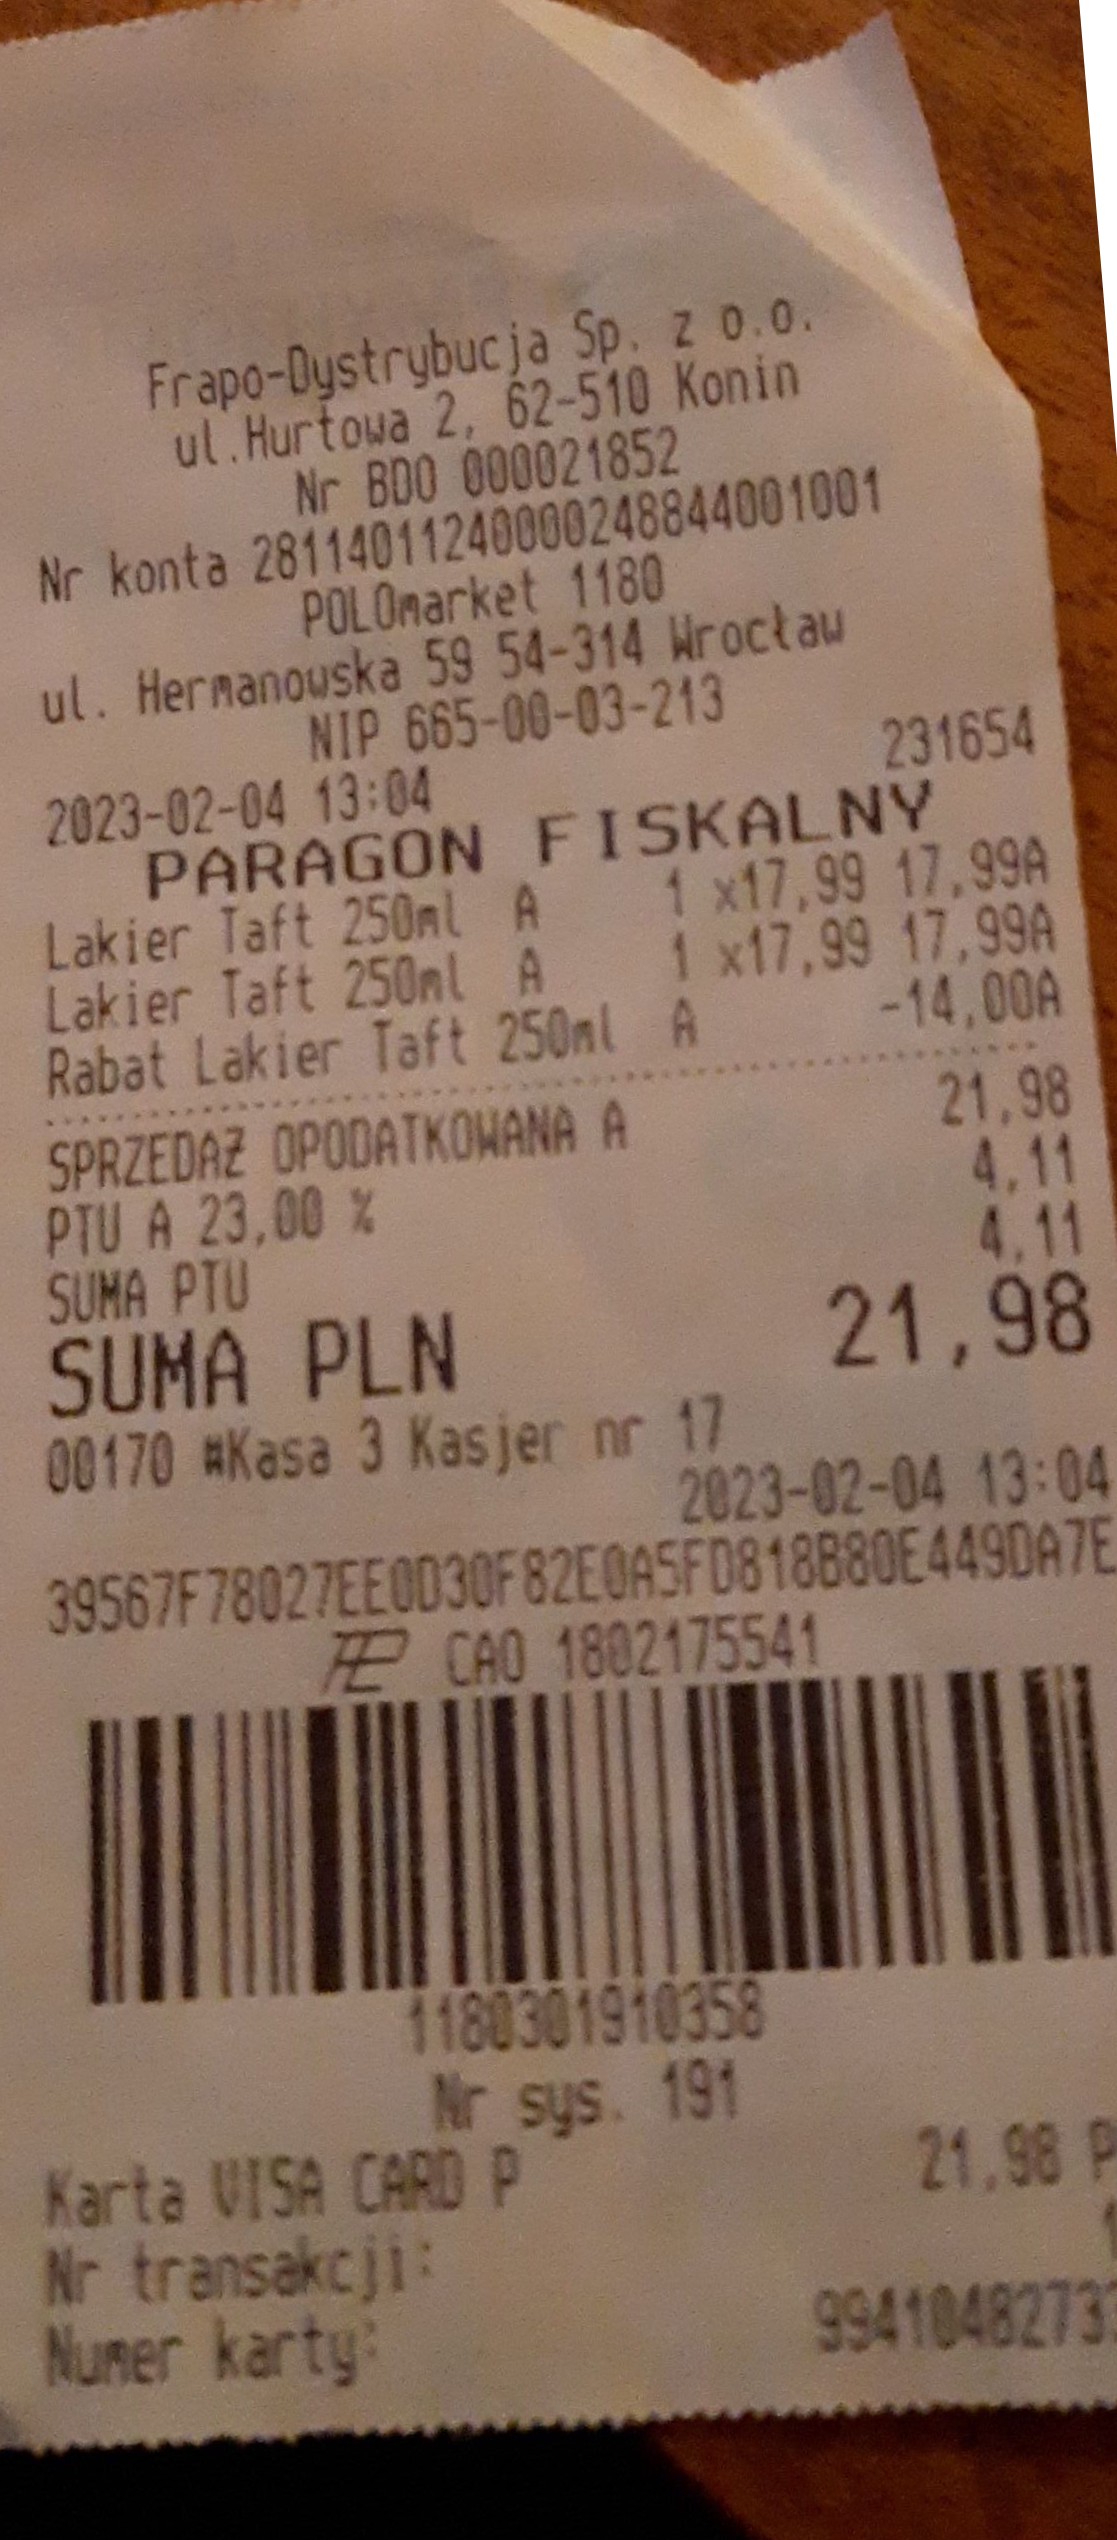 Frapo-Dystrybucja Sp. z o.o.
ul.Hurtowa 2, 62-510 Konin
Nr BDO 000021852
Nr konta 28114011240000248844001001
POLOmarket 1180
ul. Hermanowska 59 54-314 Wrocław
NIP 665-00-03-213
2023-02-04 13:04 231654
PARAGON FISKALNY
Lakier Taft 250ml A 1 x17,99 17,99A
Lakier Taft 250ml A 1 x17,99 17,99A
Rabat Lakier Taft 250ml A -14,00A
SPRZEDAŻ OPODATKOWANA A 21,98
PTU A 23,00 % 4,11
SUMA PTU 4,11
SUMA PLN 21,98
00170 #Kasa 3 Kasjer nr 17
2023-02-04 13:04
39567F78027EE0D30F82E0A5FD818B80E449DA7E
CAO 1802175541
1180301910358
Nr sys. 191
Karta VISA CARD P 21,98 P
Nr transakcji: 1
Numer karty: 9941048273